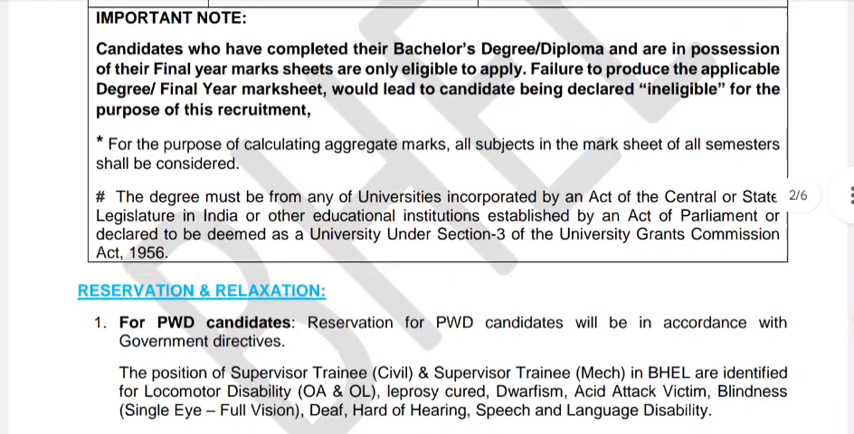 IMPORTANT NOTE:
Candidates who have completed their Bachelor's Degree/Diploma and are in possession
of their Final year marks sheets are only eligible to apply. Failure to produce the applicable
Degree/ Final Year marksheet, would lead to candidate being declared “ineligible” for the
purpose of this recruitment,
* For the purpose of calculating aggregate marks, all subjects in the mark sheet of all semesters
shall be considered.
# The degree must be from any of Universities incorporated by an Act of the Central or State
2/6
Legislature in India or other educational institutions established by an Act of Parliament or
declared to be deemed as a University Under Section-3 of the University Grants Commission
Act, 1956.
RESERVATION & RELAXATION:
1. For PWD candidates: Reservation for PWD candidates will be in accordance with
Government directives.
The position of Supervisor Trainee (Civil) & Supervisor Trainee (Mech) in BHEL are identified
for Locomotor Disability (OA & OL), leprosy cured, Dwarfism, Acid Attack Victim, Blindness
(Single Eye – Full Vision), Deaf, Hard of Hearing, Speech and Language Disability.
BHEL